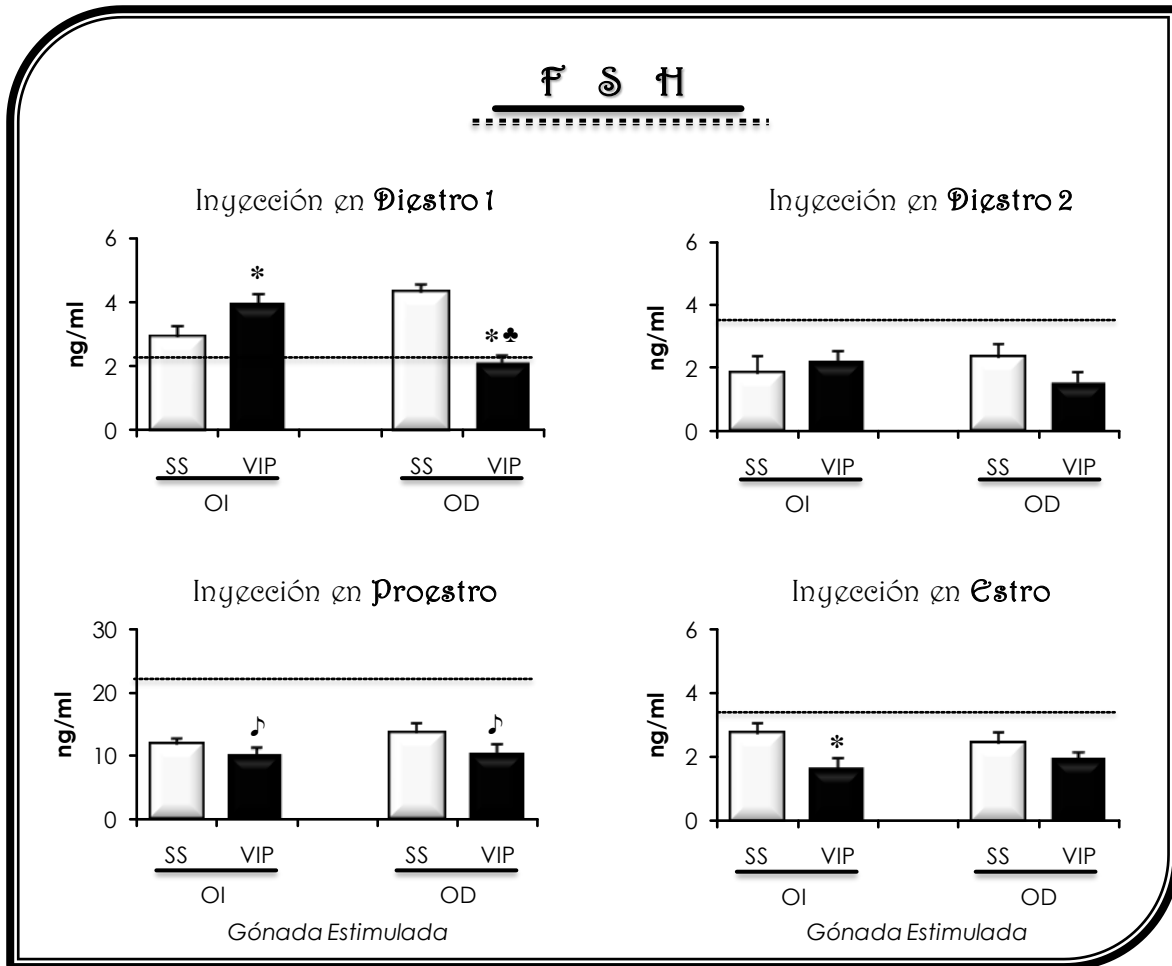 F S H
Inyección en Diestro 1
6
4
2
0
ng/ml
*
*♣
SS VIP SS VIP
OI OD
Inyección en Diestro 2
6
4
2
0
ng/ml
SS VIP SS VIP
OI OD
Inyección en Proestro
30
20
10
0
ng/ml
♪ ♪
SS VIP SS VIP
OI OD
Gónada Estimulada
Inyección en Estro
6
4
2
0
ng/ml
*
SS VIP SS VIP
OI OD
Gónada Estimulada